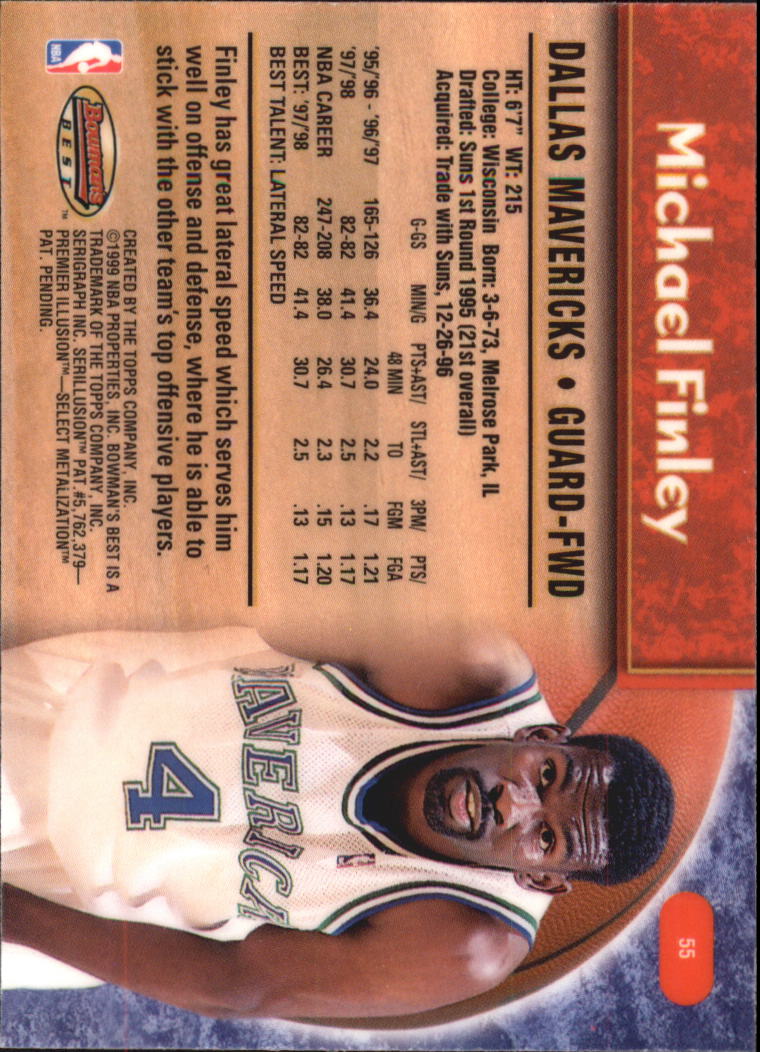 Michael Finley
55
DALLAS MAVERICKS • GUARD-FWD
HT: 6'7" WT: 215
College: Wisconsin Born: 3-6-73, Melrose Park, IL
Drafted: Suns 1st Round 1995 (21st overall)
Acquired: Trade with Suns, 12-26-96
G-GS MIN/G PTS+AST/ STL+AST/ 3PM/ PTS/
48 MIN TO FGM FGA
'95/'96 - '96/'97 165-126 36.4 24.0 2.2 .17 1.21
'97/'98 82-82 41.4 30.7 2.5 .13 1.17
NBA CAREER 247-208 38.0 26.4 2.3 .15 1.20
BEST: '97/'98 82-82 41.4 30.7 2.5 .13 1.17
BEST TALENT: LATERAL SPEED
Finley has great lateral speed which serves him
well on offense and defense, where he is able to
stick with the other team's top offensive players.
NBA
Bowman's
BEST™
CREATED BY THE TOPPS COMPANY, INC.
©1999 NBA PROPERTIES, INC. BOWMAN'S BEST IS A
TRADEMARK OF THE TOPPS COMPANY, INC.
SERIGRAPH INC. SERILLUSION™ PAT. #5,762,379—
PREMIER ILLUSION™—SELECT METALIZATION™
PAT. PENDING.
MAVERICK
4